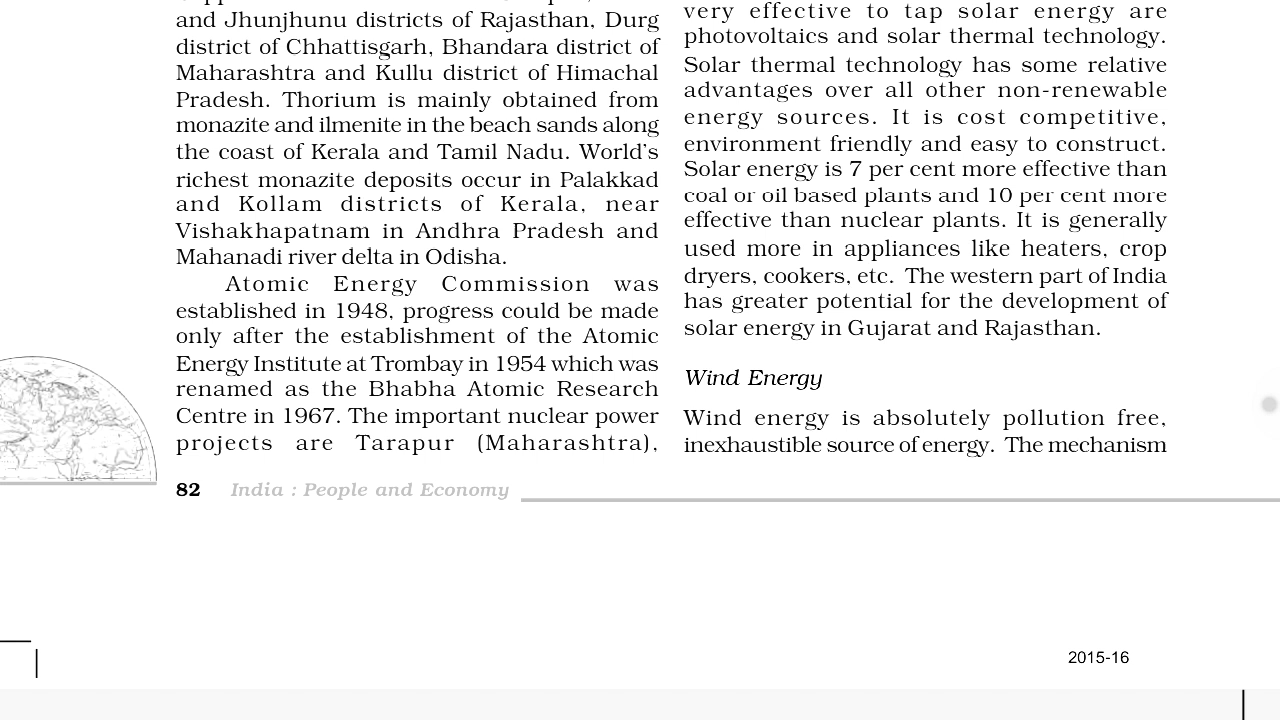 and Jhunjhunu districts of Rajasthan, Durg
district of Chhattisgarh, Bhandara district of
Maharashtra and Kullu district of Himachal
Pradesh. Thorium is mainly obtained from
monazite and ilmenite in the beach sands along
the coast of Kerala and Tamil Nadu. World's
richest monazite deposits occur in Palakkad
and Kollam districts of Kerala, near
Vishakhapatnam in Andhra Pradesh and
Mahanadi river delta in Odisha.
Atomic Energy Commission was
established in 1948, progress could be made
only after the establishment of the Atomic
Energy Institute at Trombay in 1954 which was
renamed as the Bhabha Atomic Research
Centre in 1967. The important nuclear power
projects are Tarapur (Maharashtra),
very effective to tap solar energy are
photovoltaics and solar thermal technology.
Solar thermal technology has some relative
advantages over all other non-renewable
energy sources. It is cost competitive,
environment friendly and easy to construct.
Solar energy is 7 per cent more effective than
coal or oil based plants and 10 per cent more
effective than nuclear plants. It is generally
used more in appliances like heaters, crop
dryers, cookers, etc. The western part of India
has greater potential for the development of
solar energy in Gujarat and Rajasthan.
Wind Energy
Wind energy is absolutely pollution free,
inexhaustible source of energy. The mechanism
82 India : People and Economy
2015-16